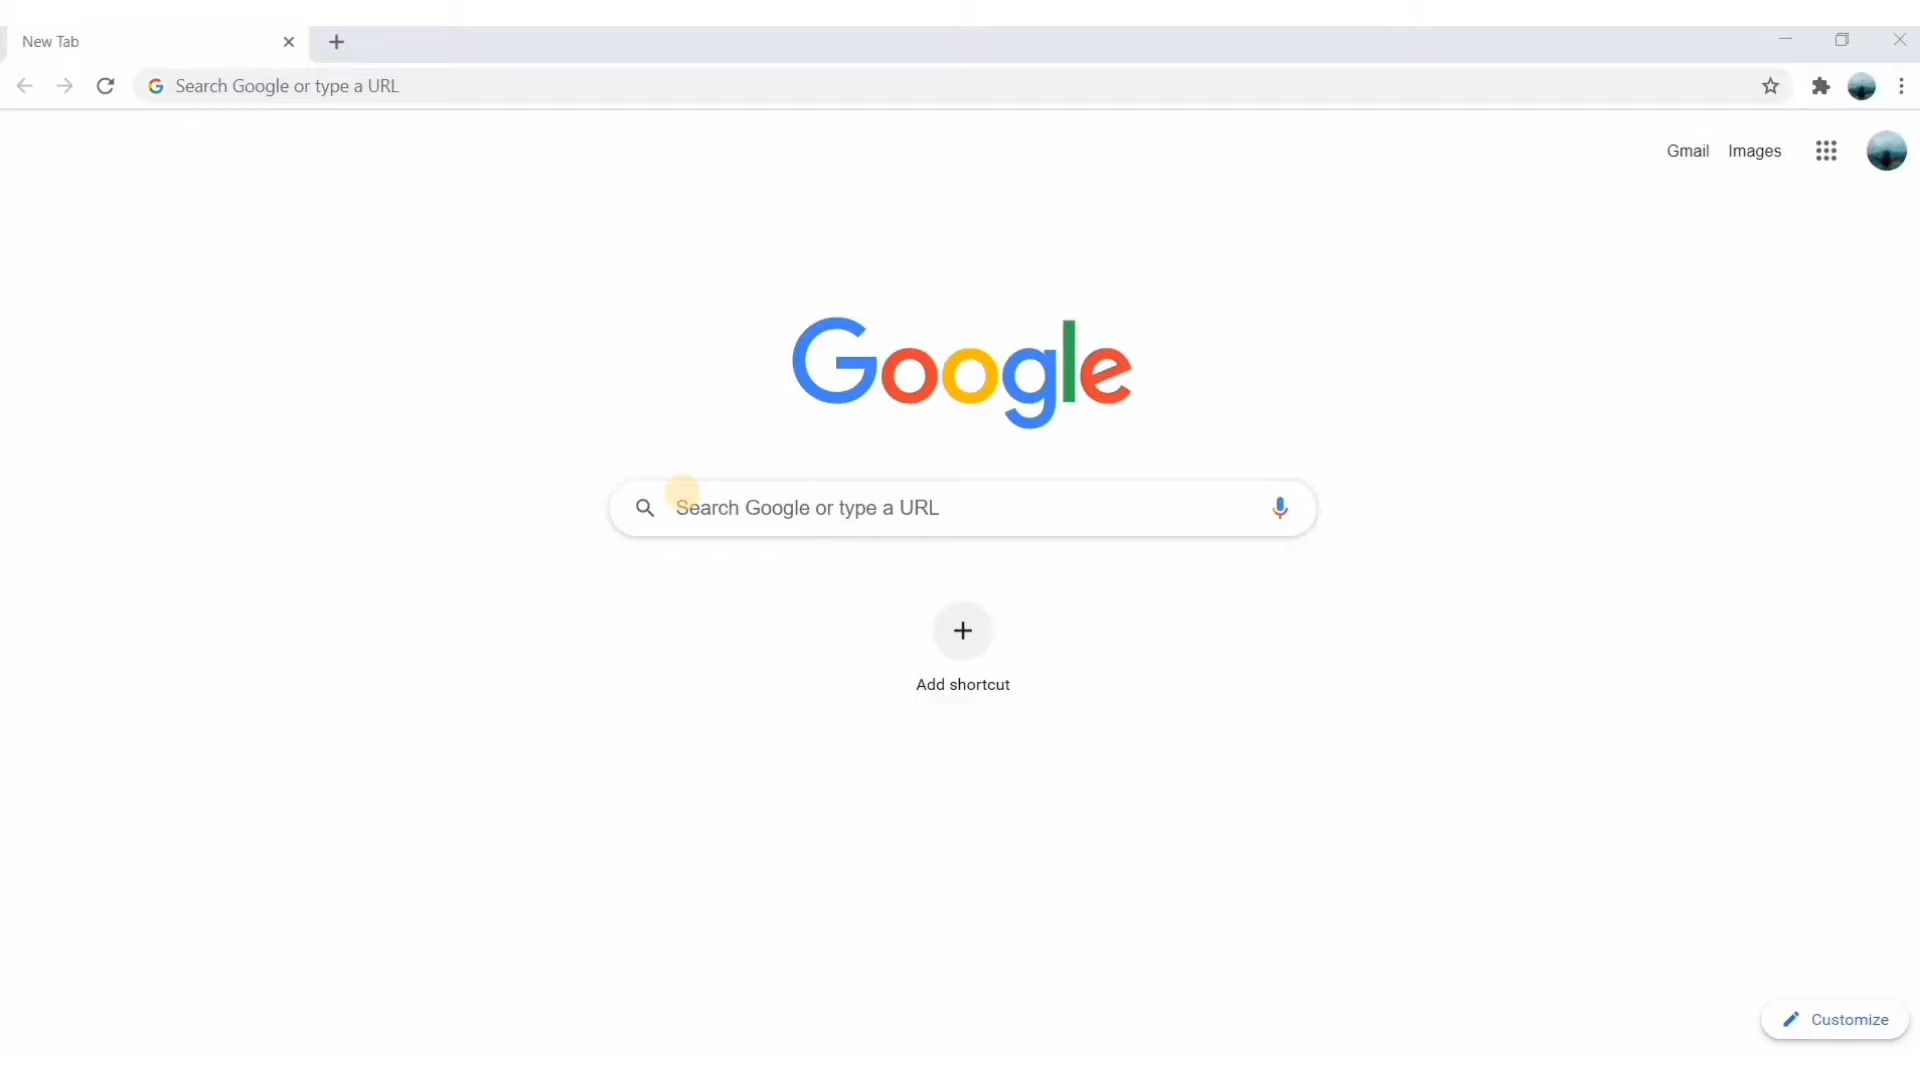 New Tab
Search Google or type a URL
Gmail Images
Google
Search Google or type a URL
Add shortcut
Customize